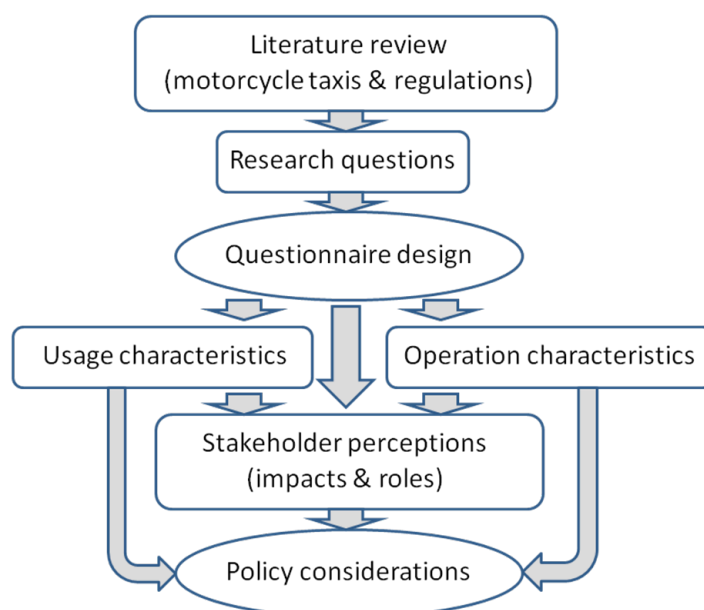 Literature review
(motorcycle taxis & regulations)
Research questions
Questionnaire design
Usage characteristics
Operation characteristics
Stakeholder perceptions
(impacts & roles)
Policy considerations